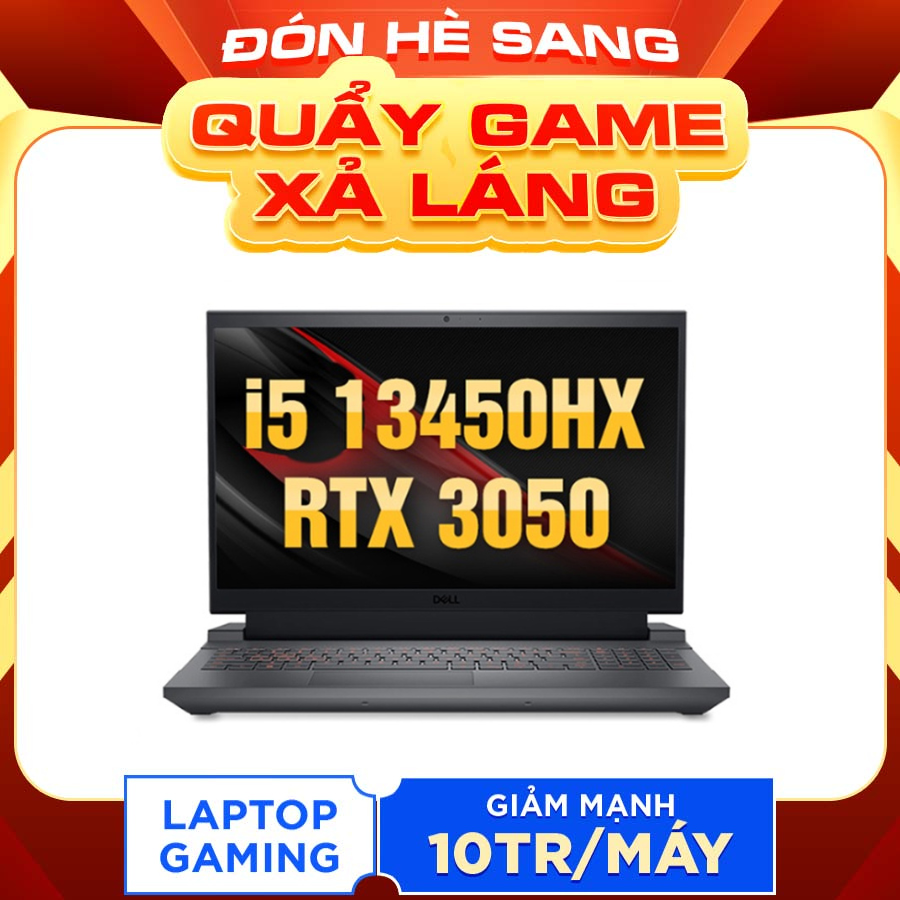 ĐÓN HÈ SANG
QUẨY GAME
XẢ LÁNG
i5 13450HX
RTX 3050
DELL
LAPTOP
GAMING
GIẢM MẠNH
10TR/MÁY